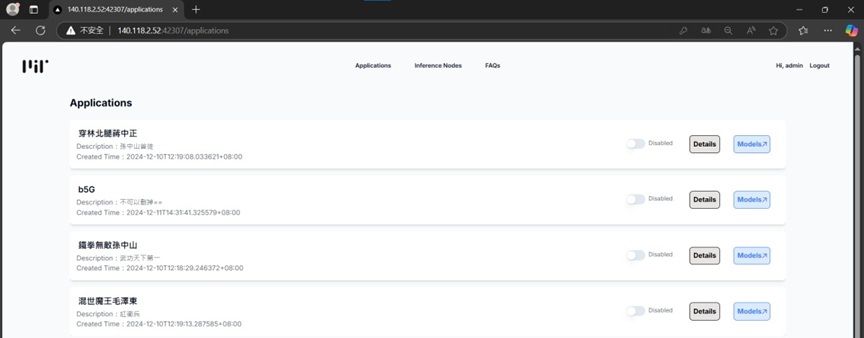 140.118.2.52:42307/applications
不安全 140.118.2.52:42307/applications
Applications Inference Nodes FAQs Hi, admin Logout
Applications
穿林北腿蔣中正
Description：孫中山首徒
Created Time：2024-12-10T12:19:08.033621+08:00
Disabled Details Models↗
b5G
Description：不可以刪掉==
Created Time：2024-12-11T14:31:41.325579+08:00
Disabled Details Models↗
鐵拳無敵孫中山
Description：武功天下第一
Created Time：2024-12-10T12:18:29.246372+08:00
Disabled Details Models↗
混世魔王毛澤東
Description：紅衛兵
Created Time：2024-12-10T12:19:13.287585+08:00
Disabled Details Models↗